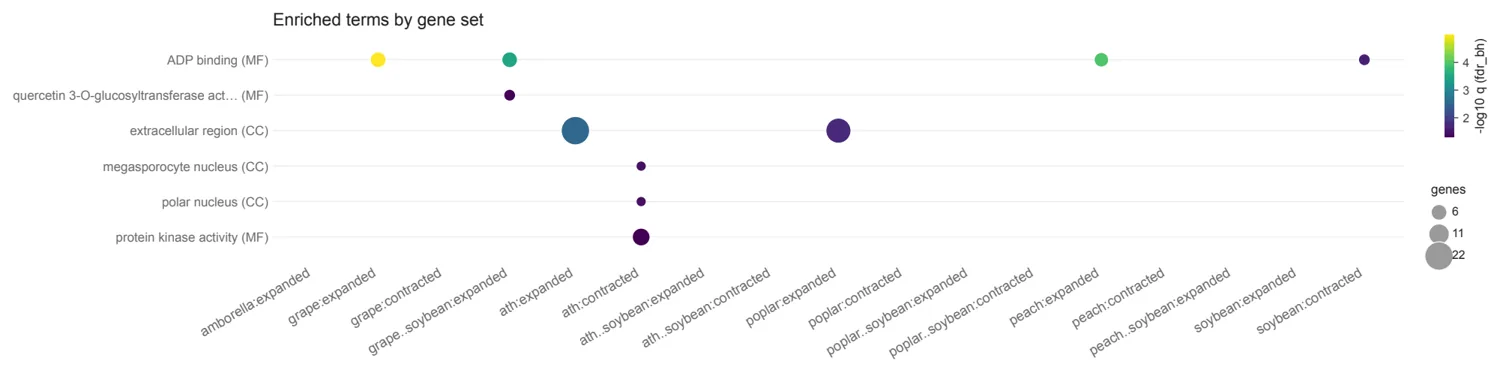 Enriched terms by gene set
ADP binding (MF)
quercetin 3-O-glucosyltransferase act… (MF)
extracellular region (CC)
megasporocyte nucleus (CC)
polar nucleus (CC)
protein kinase activity (MF)
amborella:expanded
grape:expanded
grape:contracted
grape..soybean:expanded
ath:expanded
ath:contracted
ath..soybean:expanded
ath..soybean:contracted
poplar:expanded
poplar:contracted
poplar..soybean:expanded
poplar..soybean:contracted
peach:expanded
peach:contracted
peach..soybean:expanded
soybean:expanded
soybean:contracted
4
3
2
-log10 q (fdr_bh)
genes
6
11
22